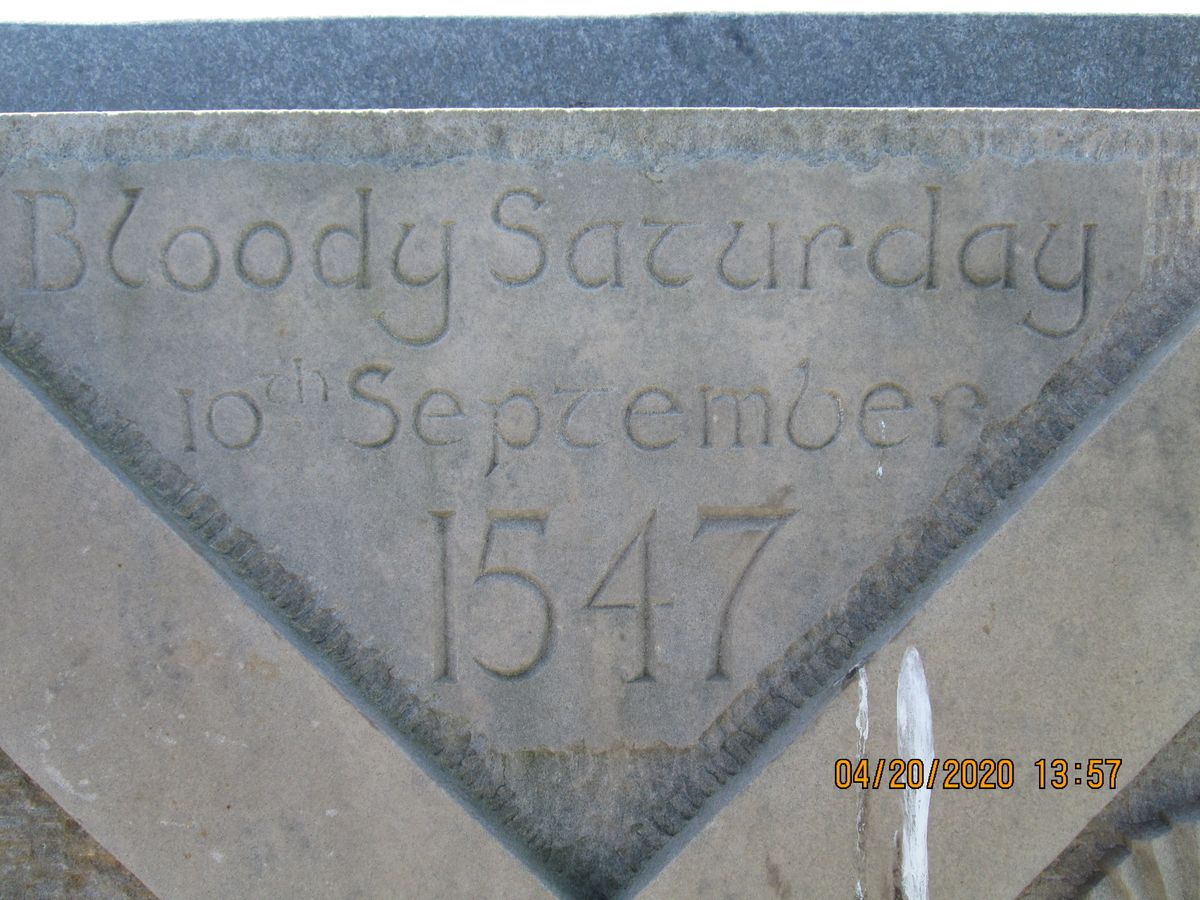 Bloody Saturday
10th September
1547
04/20/2020 13:57